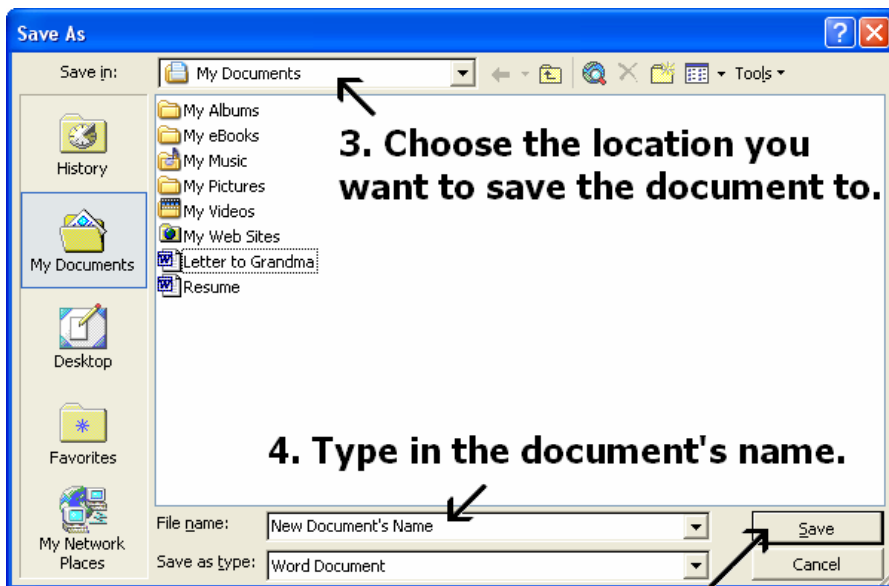 Save As
Save in:
My Documents
Tools
My Albums
My eBooks
My Music
My Pictures
My Videos
My Web Sites
Letter to Grandma
Resume
History
My Documents
Desktop
Favorites
My Network
Places
3. Choose the location you
want to save the document to.
4. Type in the document's name.
File name:
New Document's Name
Save
Save as type:
Word Document
Cancel